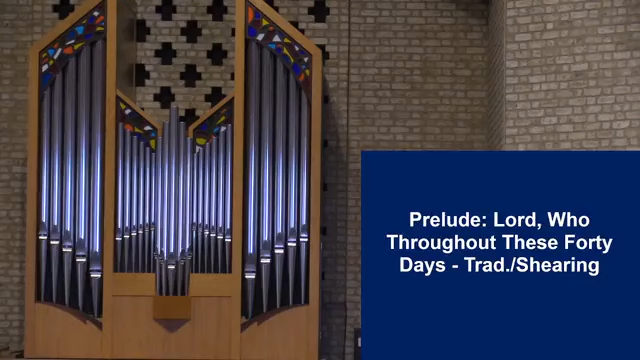 Prelude: Lord, Who
Throughout These Forty
Days - Trad./Shearing